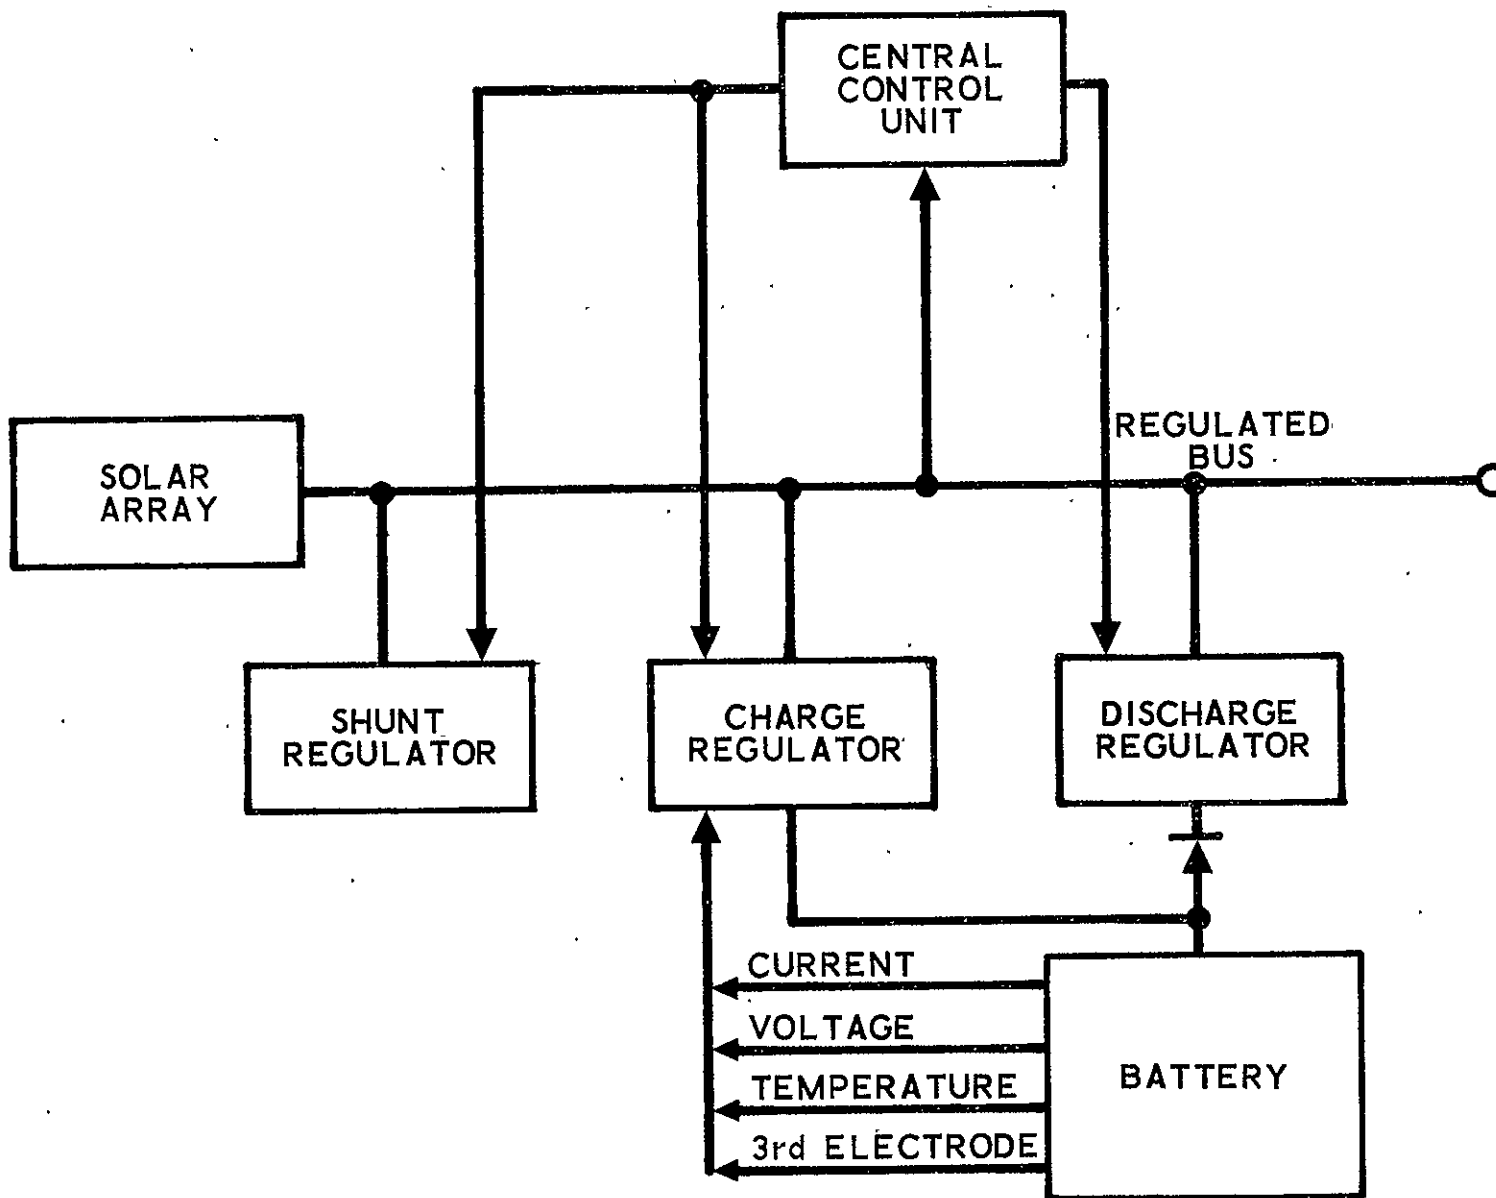 CENTRAL
CONTROL
UNIT
REGULATED
BUS
SOLAR
ARRAY
SHUNT
REGULATOR
CHARGE
REGULATOR
DISCHARGE
REGULATOR
CURRENT
VOLTAGE
TEMPERATURE
3rd ELECTRODE
BATTERY